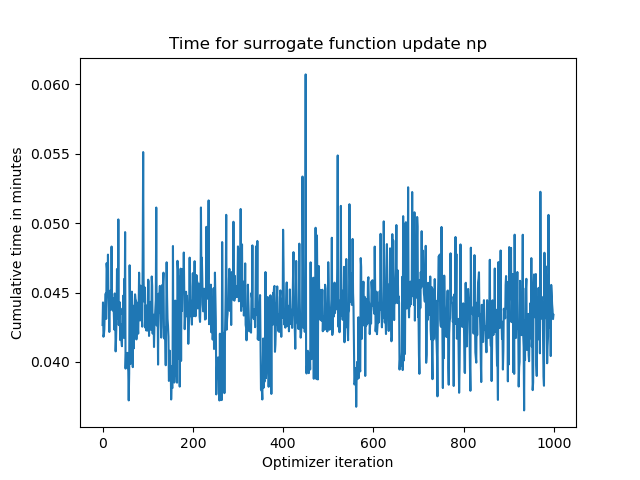 Time for surrogate function update np
Cumulative time in minutes
0.060
0.055
0.050
0.045
0.040
0 200 400 600 800 1000
Optimizer iteration